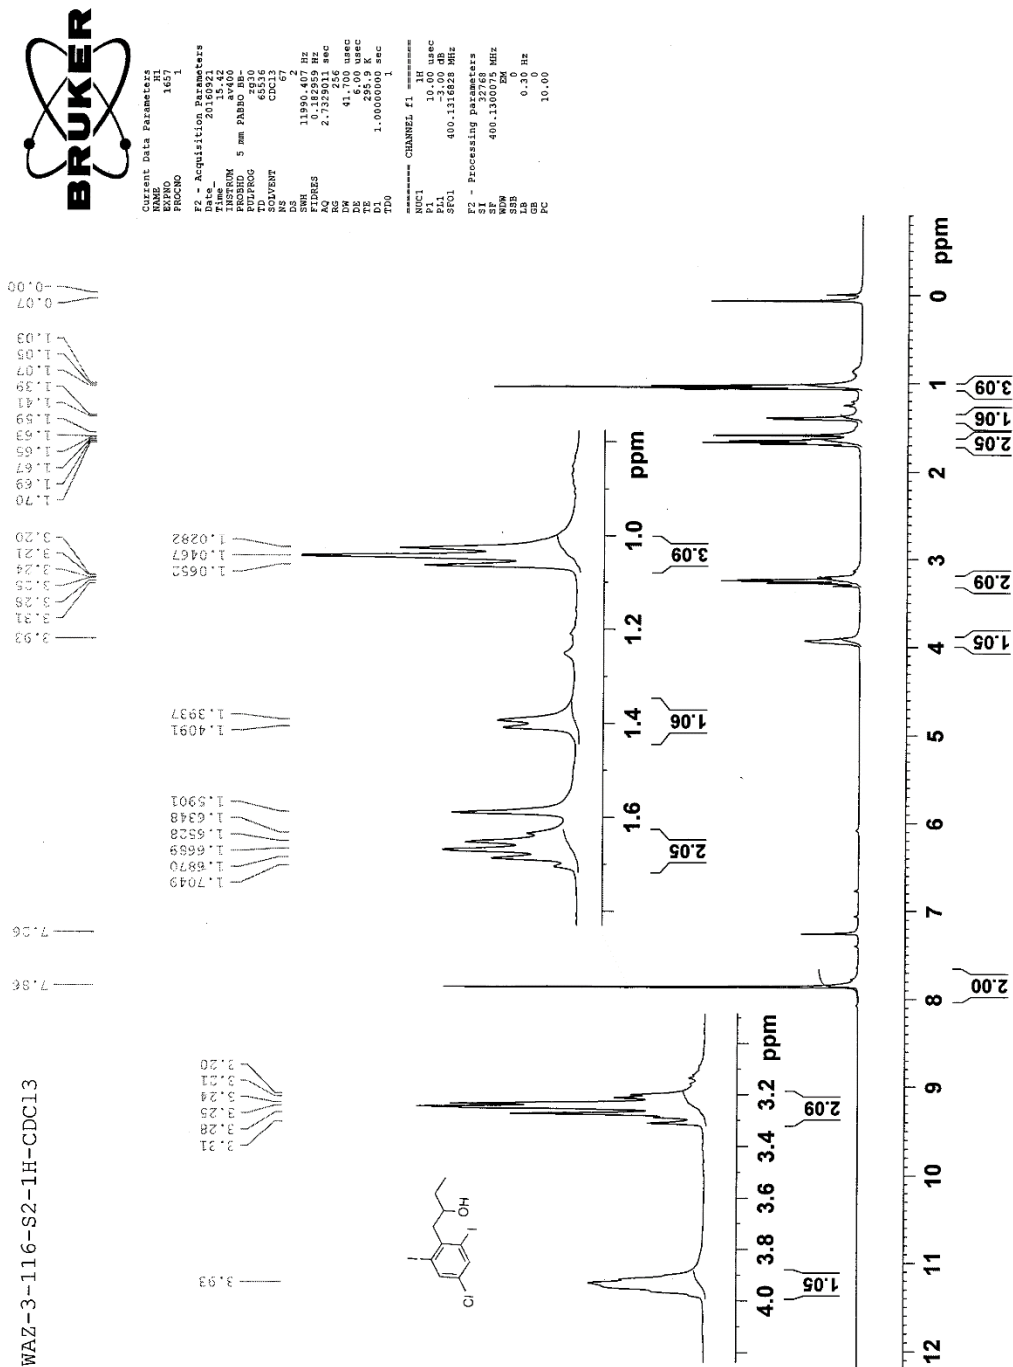 WAZ-3-116-S2-1H-CDCl3
7.86
7.26
3.93
3.31
3.28
3.25
3.24
3.21
3.20
1.70
1.69
1.67
1.65
1.63
1.59
1.41
1.39
1.07
1.05
1.03
0.07
-0.00
BRUKER
Current Data Parameters
NAME H1
EXPNO 1657
PROCNO 1
F2 - Acquisition Parameters
Date_ 20160921
Time 15.42
INSTRUM av400
PROBHD 5 mm PABBO BB-
PULPROG zg30
TD 65536
SOLVENT CDCl3
NS 67
DS 2
SWH 11990.407 Hz
FIDRES 0.182959 Hz
AQ 2.7329011 sec
RG 256
DW 41.700 usec
DE 6.00 usec
TE 295.9 K
D1 1.00000000 sec
TD0 1
======== CHANNEL f1 ========
NUC1 1H
P1 10.00 usec
PL1 -3.00 dB
SFO1 400.1316828 MHz
F2 - Processing parameters
SI 32768
SF 400.1300075 MHz
WDW EM
SSB 0
LB 0.30 Hz
GB 0
PC 10.00
3.93
3.31
3.28
3.25
3.24
3.21
3.20
1.7049
1.6870
1.6669
1.6528
1.6348
1.5901
1.4091
1.3937
1.0652
1.0467
1.0282
Cl
I
I
OH
4.0 3.8 3.6 3.4 3.2 ppm
1.05
2.09
1.6 1.4 1.2 1.0 ppm
2.05
1.06
3.09
12 11 10 9 8 7 6 5 4 3 2 1 0 ppm
2.00
1.05
2.09
2.05
1.06
3.09